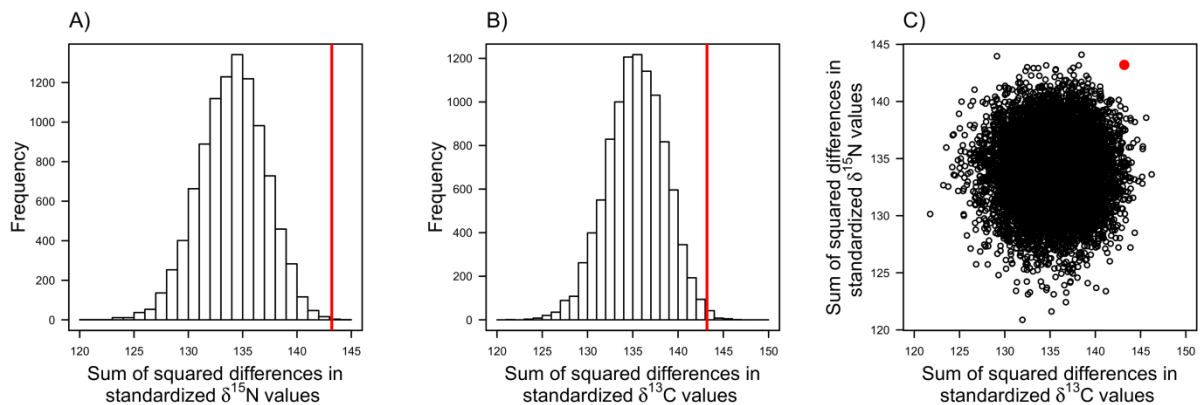 A)
Frequency
1200
1000
800
600
400
200
0
120 125 130 135 140 145
Sum of squared differences in
standardized δ¹⁵N values
B)
Frequency
1200
1000
800
600
400
200
0
120 125 130 135 140 145 150
Sum of squared differences in
standardized δ¹³C values
C)
Sum of squared differences in
standardized δ¹⁵N values
145
140
135
130
125
120
120 125 130 135 140 145 150
Sum of squared differences in
standardized δ¹³C values